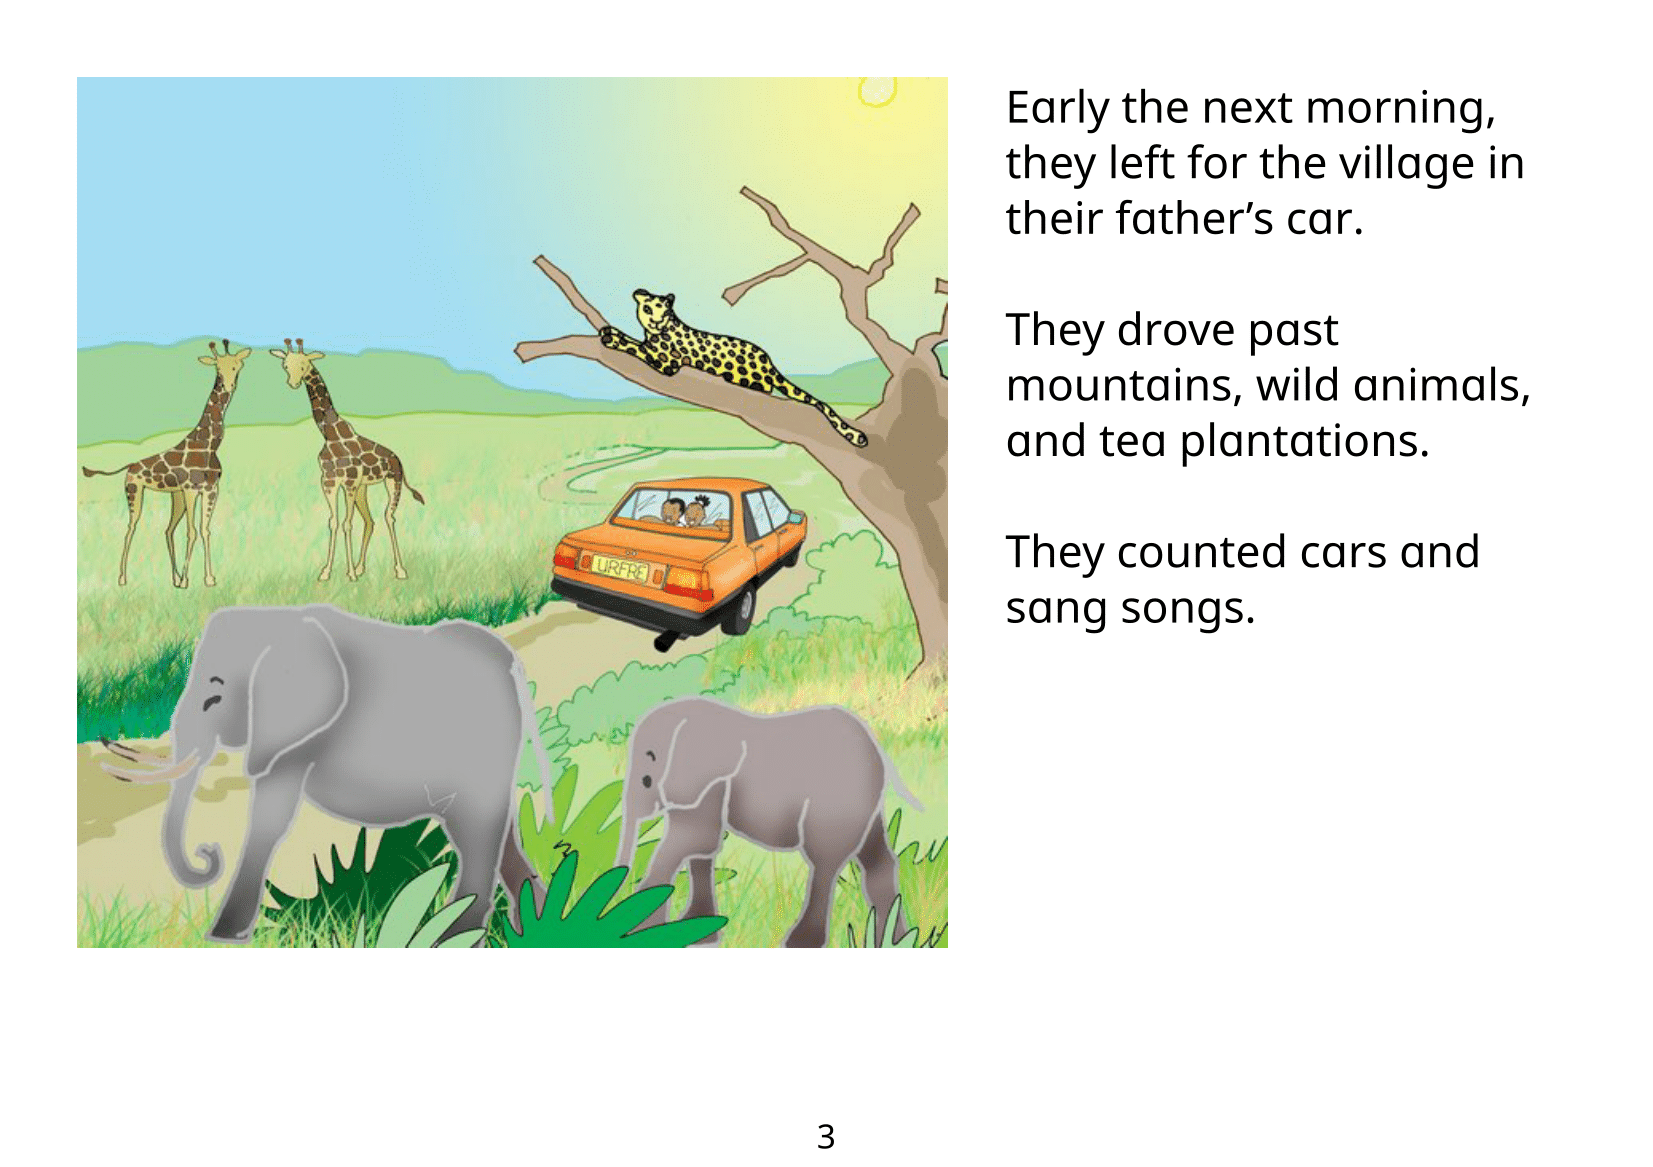 Early the next morning,
they left for the village in
their father’s car.
They drove past
mountains, wild animals,
and tea plantations.
They counted cars and
sang songs.
URFRE
3